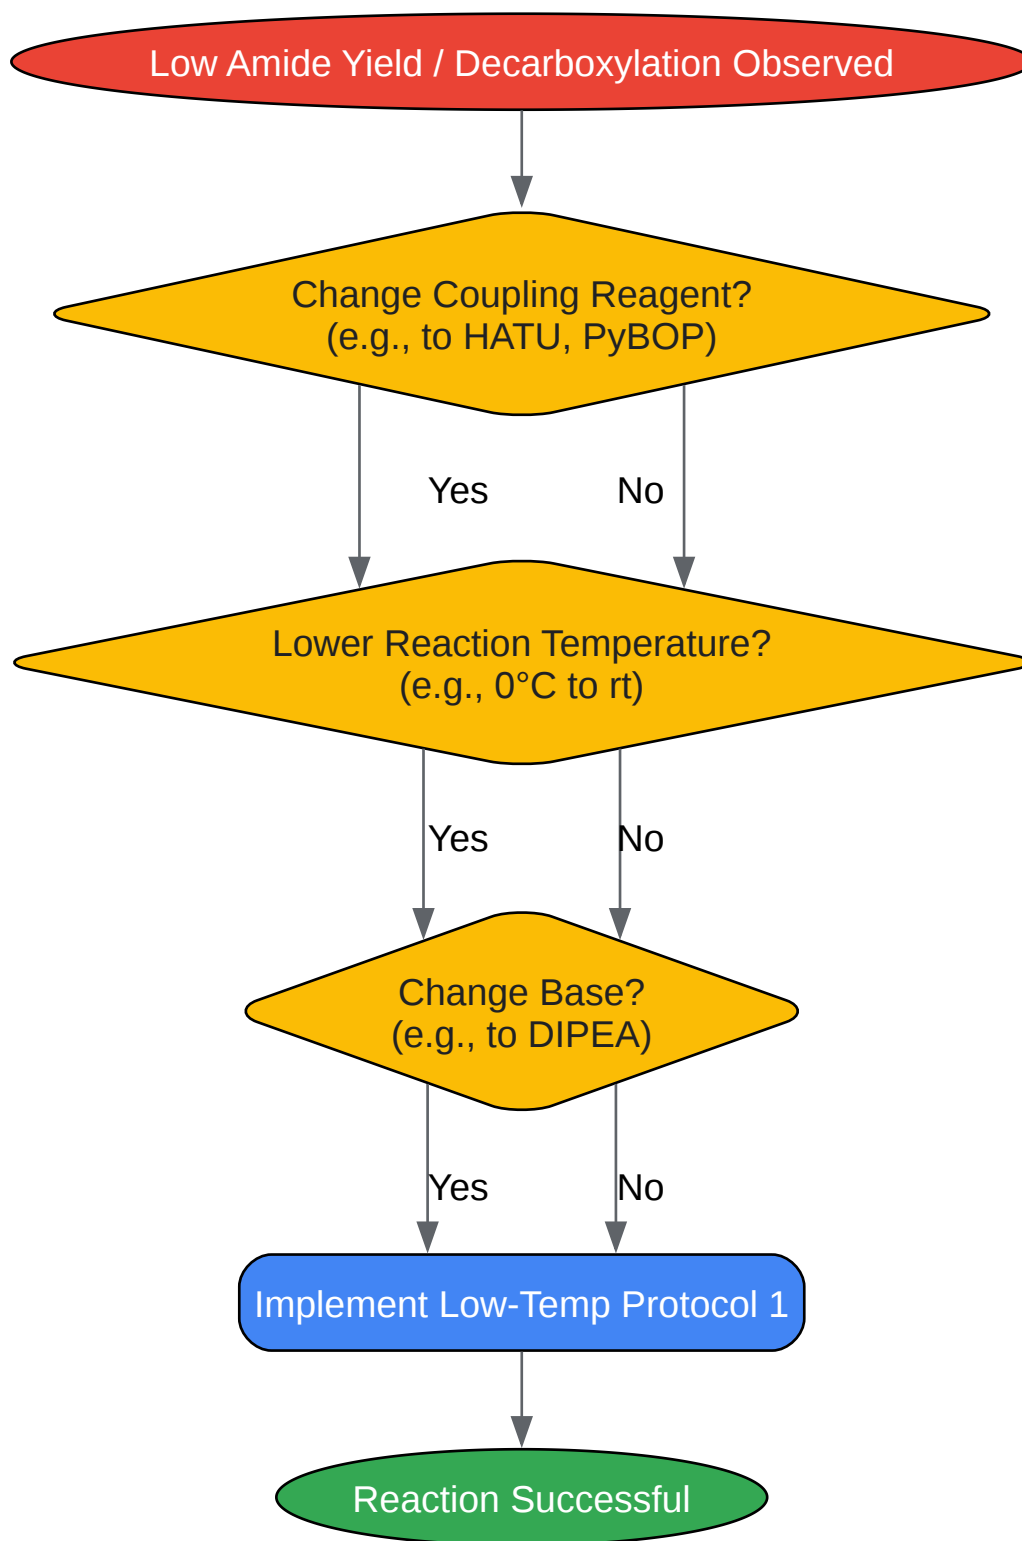 Low Amide Yield / Decarboxylation Observed
Change Coupling Reagent?
(e.g., to HATU, PyBOP)
Yes
No
Lower Reaction Temperature?
(e.g., 0°C to rt)
Yes
No
Change Base?
(e.g., to DIPEA)
Yes
No
Implement Low-Temp Protocol 1
Reaction Successful